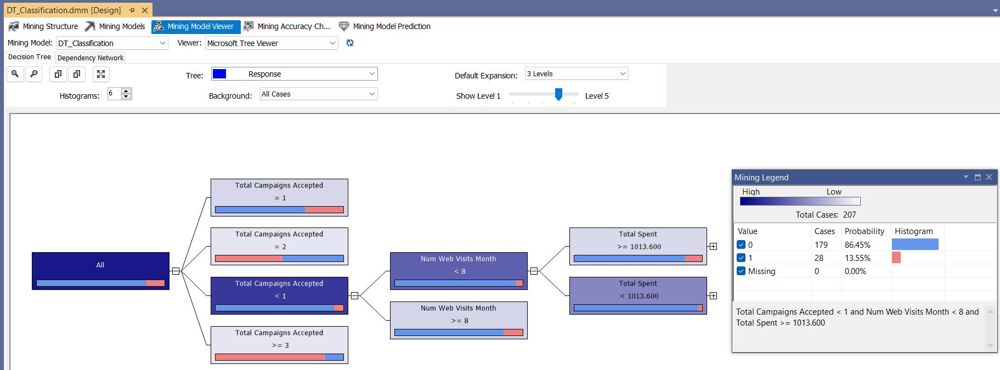 DT_Classification.dmm [Design]
Mining Structure Mining Models Mining Model Viewer Mining Accuracy Ch... Mining Model Prediction
Mining Model: DT_Classification Viewer: Microsoft Tree Viewer
Decision Tree Dependency Network
Tree: Response Default Expansion: 3 Levels
Histograms: 6 Background: All Cases Show Level 1 Level 5
All
Total Campaigns Accepted
= 1
Total Campaigns Accepted
= 2
Total Campaigns Accepted
< 1
Total Campaigns Accepted
>= 3
Num Web Visits Month
< 8
Num Web Visits Month
>= 8
Total Spent
>= 1013.600
Total Spent
< 1013.600
Mining Legend
High Low
Total Cases: 207
Value Cases Probability Histogram
0 179 86.45%
1 28 13.55%
Missing 0 0.00%
Total Campaigns Accepted < 1 and Num Web Visits Month < 8 and
Total Spent >= 1013.600